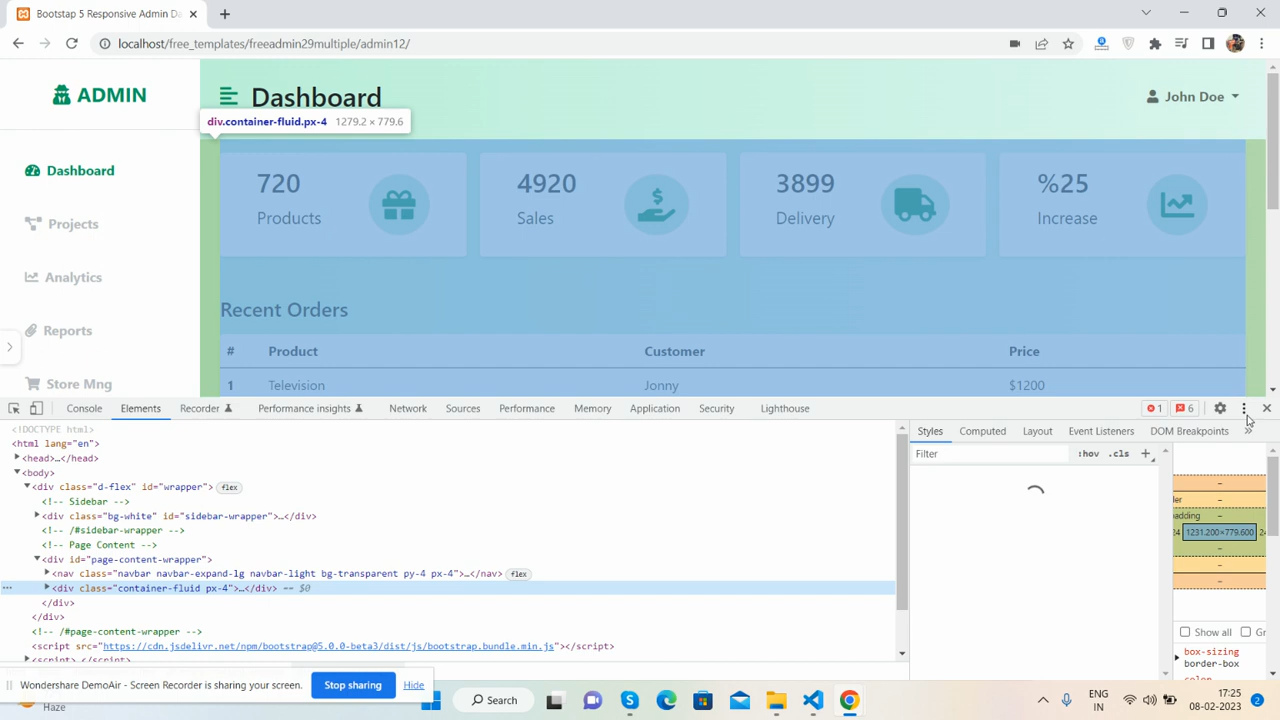 Bootstap 5 Responsive Admin Da
localhost/free_templates/freeadmin29multiple/admin12/
ADMIN
Dashboard
John Doe
div.container-fluid.px-4 1279.2 × 779.6
Dashboard
Projects
Analytics
Reports
Store Mng
720
Products
4920
Sales
3899
Delivery
%25
Increase
Recent Orders
# Product Customer Price
1 Television Jonny $1200
Console Elements Recorder Performance insights Network Sources Performance Memory Application Security Lighthouse 1 6
<!DOCTYPE html>
<html lang="en">
<head>…</head>
<body>
<div class="d-flex" id="wrapper"> flex
<!-- Sidebar -->
<div class="bg-white" id="sidebar-wrapper">…</div>
<!-- /#sidebar-wrapper -->
<!-- Page Content -->
<div id="page-content-wrapper">
<nav class="navbar navbar-expand-lg navbar-light bg-transparent py-4 px-4">…</nav> flex
<div class="container-fluid px-4">…</div> == $0
</div>
</div>
<!-- /#page-content-wrapper -->
<script src="https://cdn.jsdelivr.net/npm/bootstrap@5.0.0-beta3/dist/js/bootstrap.bundle.min.js"></script>
Styles Computed Layout Event Listeners DOM Breakpoints »
Filter :hov .cls +
adding
24 1231.200×779.600 24
Show all
box-sizing
border-box
Wondershare DemoAir - Screen Recorder is sharing your screen. Stop sharing Hide
Haze
Search
ENG
IN
17:25
08-02-2023
2